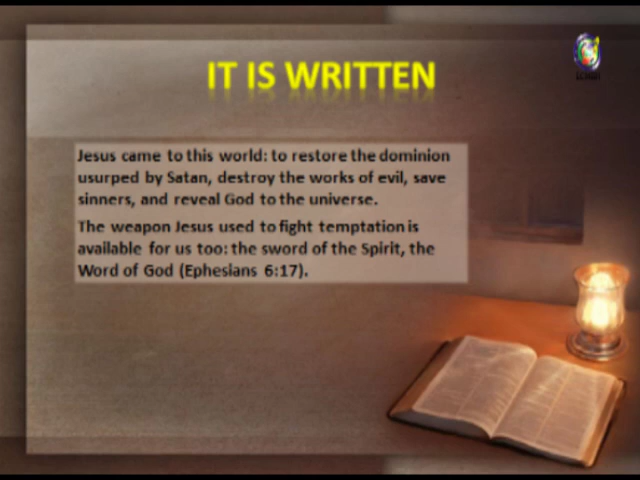 IT IS WRITTEN
Jesus came to this world: to restore the dominion
usurped by Satan, destroy the works of evil, save
sinners, and reveal God to the universe.
The weapon Jesus used to fight temptation is
available for us too: the sword of the Spirit, the
Word of God (Ephesians 6:17).